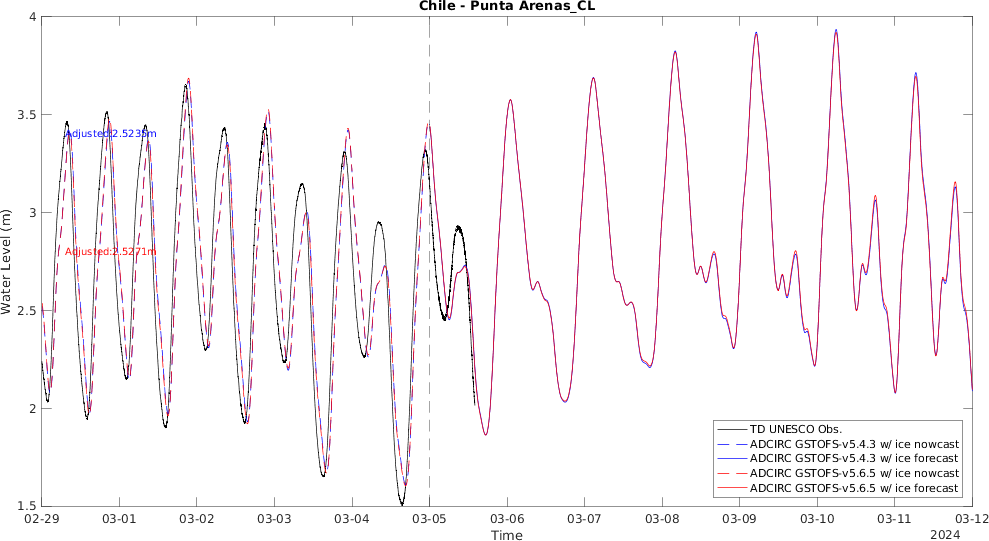 Chile - Punta Arenas_CL
4
3.5
3
2.5
2
1.5
Water Level (m)
Adjusted:2.5235m
Adjusted:2.5271m
TD UNESCO Obs.
ADCIRC GSTOFS-v5.4.3 w/ ice nowcast
ADCIRC GSTOFS-v5.4.3 w/ ice forecast
ADCIRC GSTOFS-v5.6.5 w/ ice nowcast
ADCIRC GSTOFS-v5.6.5 w/ ice forecast
02-29 03-01 03-02 03-03 03-04 03-05 03-06 03-07 03-08 03-09 03-10 03-11 03-12
Time
2024